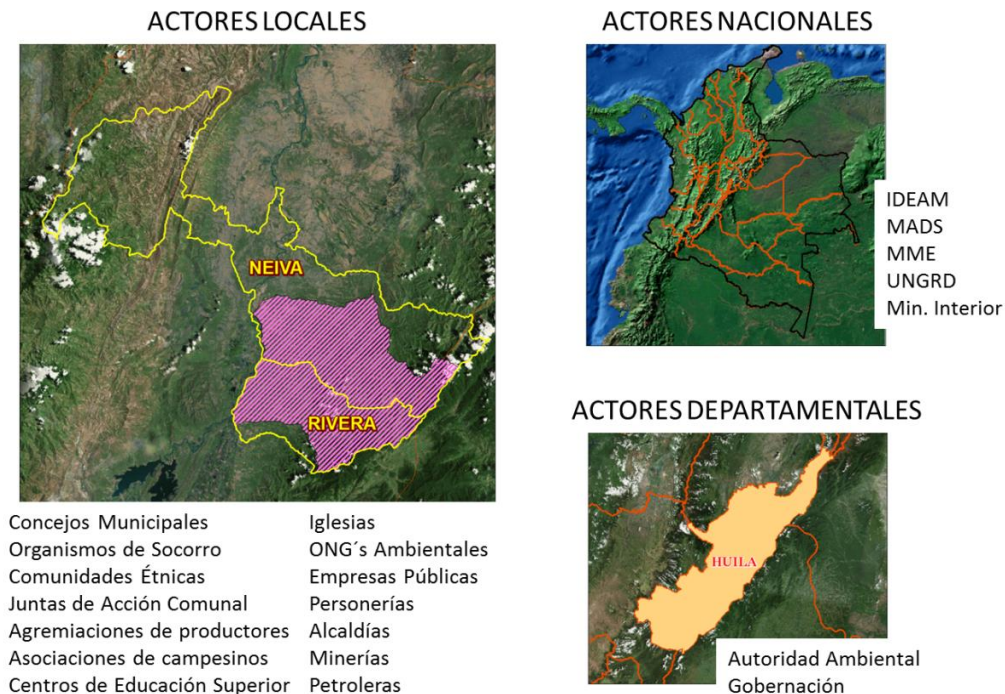 ACTORES LOCALES
NEIVA
RIVERA
Concejos Municipales
Organismos de Socorro
Comunidades Étnicas
Juntas de Acción Comunal
Agremiaciones de productores
Asociaciones de campesinos
Centros de Educación Superior
Iglesias
ONG´s Ambientales
Empresas Públicas
Personerías
Alcaldías
Minerías
Petroleras
ACTORES NACIONALES
IDEAM
MADS
MME
UNGRD
Min. Interior
ACTORES DEPARTAMENTALES
HUILA
Autoridad Ambiental
Gobernación